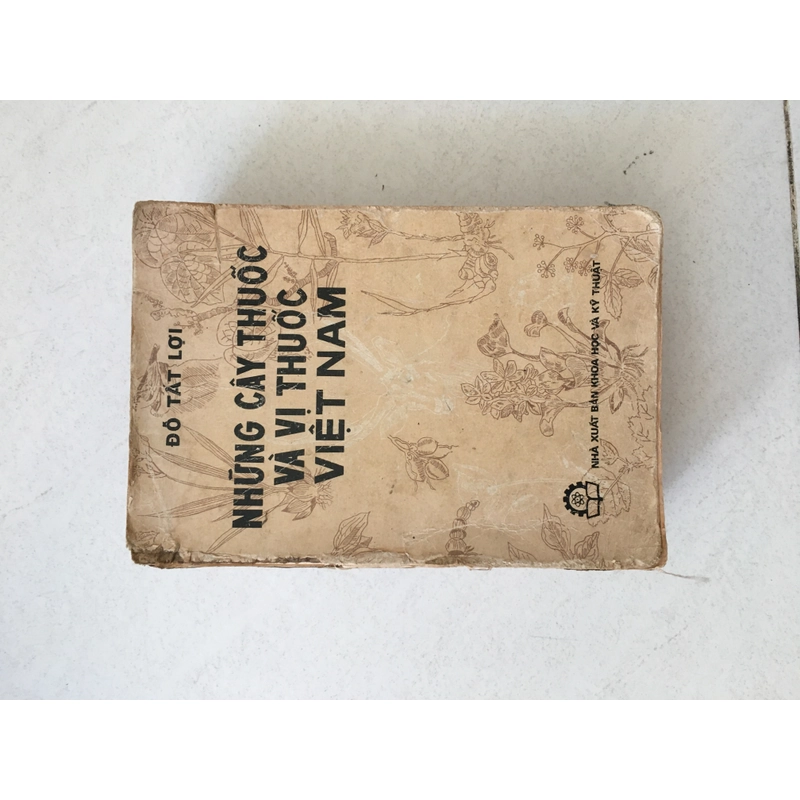 ĐỖ TẤT LỢI
NHỮNG CÂY THUỐC
VÀ VỊ THUỐC
VIỆT NAM
NHÀ XUẤT BẢN KHOA HỌC VÀ KỸ THUẬT